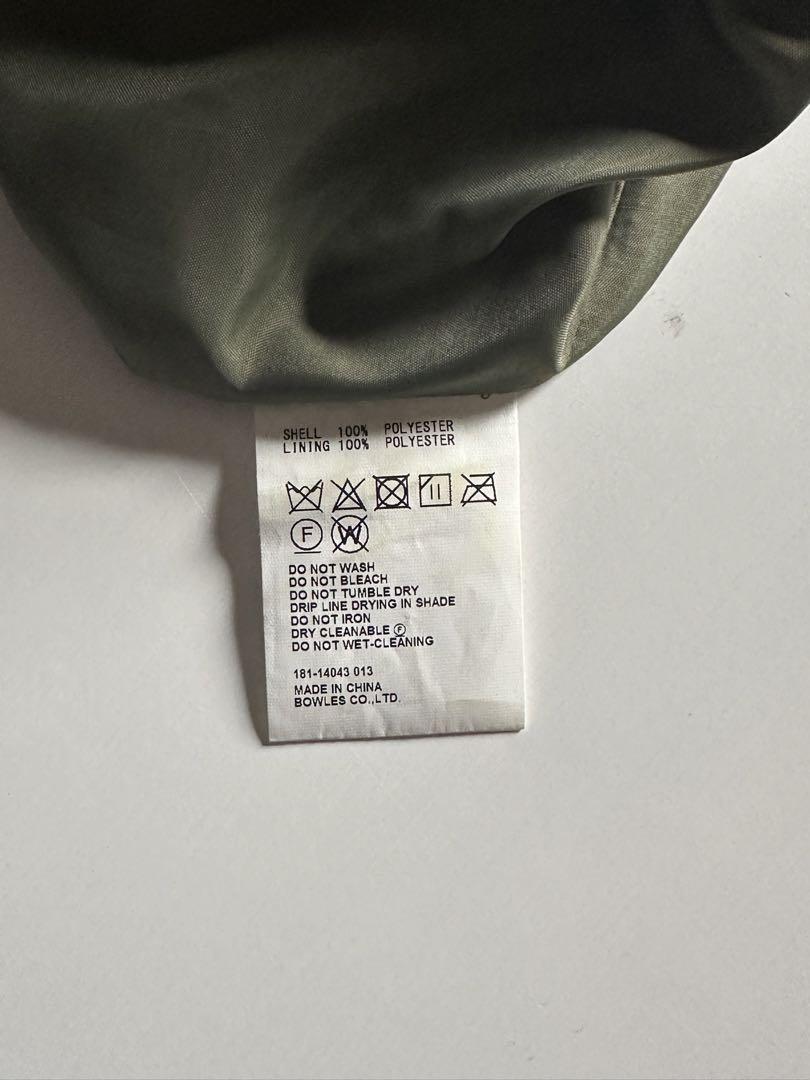 SHELL 100% POLYESTER
LINING 100% POLYESTER
F W
DO NOT WASH
DO NOT BLEACH
DO NOT TUMBLE DRY
DRIP LINE DRYING IN SHADE
DO NOT IRON
DRY CLEANABLE Ⓕ
DO NOT WET-CLEANING
181-14043 013
MADE IN CHINA
BOWLES CO.,LTD.